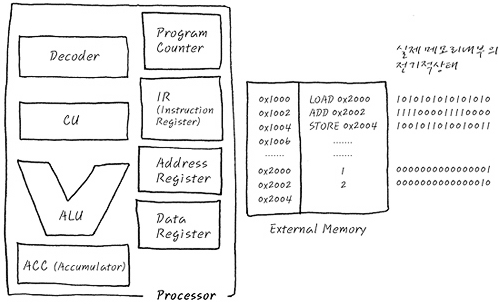 Decoder
CU
ALU
ACC (Accumulator)
Program
Counter
IR
(Instruction
Register)
Address
Register
Data
Register
Processor
0x1000 LOAD 0x2000
0x1002 ADD 0x2002
0x1004 STORE 0x2004
0x1006 .......
....... .......
0x2000 1
0x2002 2
0x2004
External Memory
실제 메모리내부의
전기적상태
1010101010101010
1111000011110000
1001011010010011
0000000000000001
0000000000000010